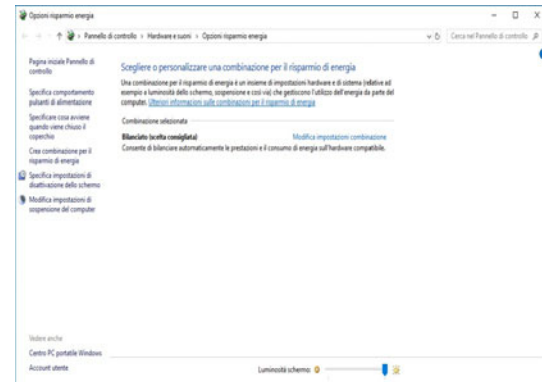 Opzioni risparmio energia
Pannello di controllo › Hardware e suoni › Opzioni risparmio energia
Cerca nel Pannello di controllo
Pagina iniziale Pannello di
controllo
Specifica comportamento
pulsanti di alimentazione
Specificare cosa avviene
quando viene chiuso il
coperchio
Crea combinazione per il
risparmio di energia
Specifica impostazioni di
disattivazione dello schermo
Modifica impostazioni di
sospensione del computer
Scegliere o personalizzare una combinazione per il risparmio di energia
Una combinazione per il risparmio di energia è un insieme di impostazioni hardware e di sistema (relative ad
esempio a luminosità dello schermo, sospensione e così via) che gestiscono l'utilizzo dell'energia da parte del
computer. Ulteriori informazioni sulle combinazioni per il risparmio di energia
Combinazione selezionata
Bilanciato (scelta consigliata)
Modifica impostazioni combinazione
Consente di bilanciare automaticamente le prestazioni e il consumo di energia sull'hardware compatibile.
Vedere anche
Centro PC portatile Windows
Account utente
Luminosità schermo